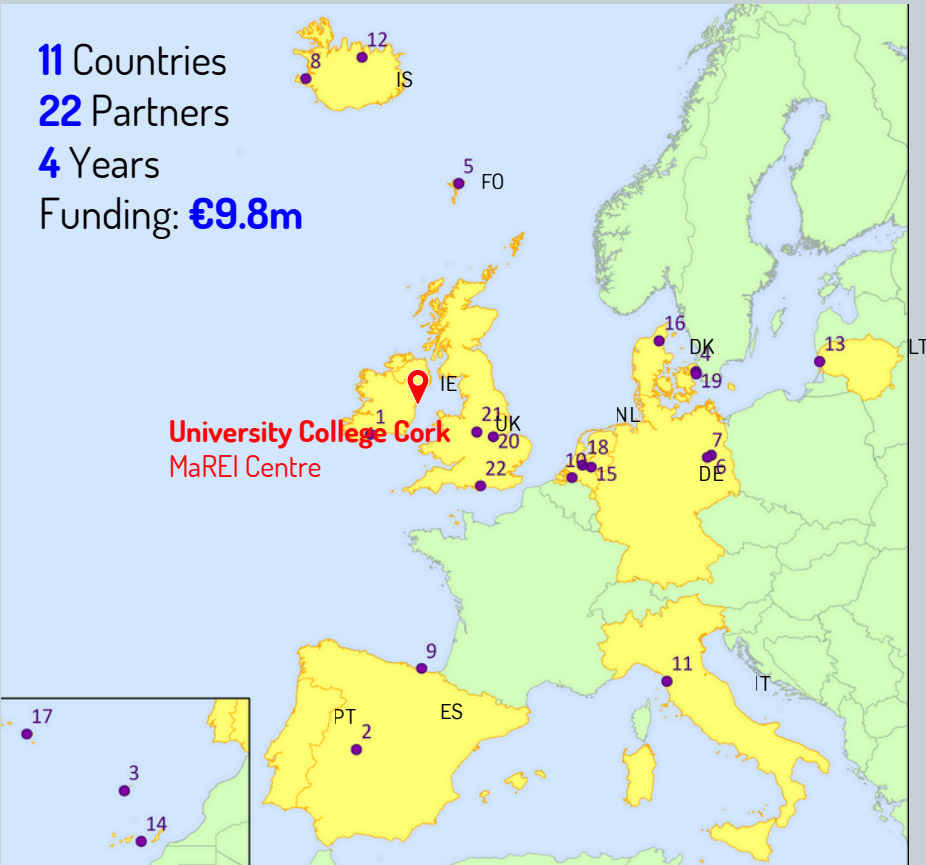 11 Countries
22 Partners
4 Years
Funding: €9.8m
12
8
IS
5
FO
16
DK
4
19
13
LT
IE
1
University College Cork
MaREI Centre
21
UK
20
22
NL
18
10
15
7
6
DE
9
11
IT
PT
ES
2
17
3
14